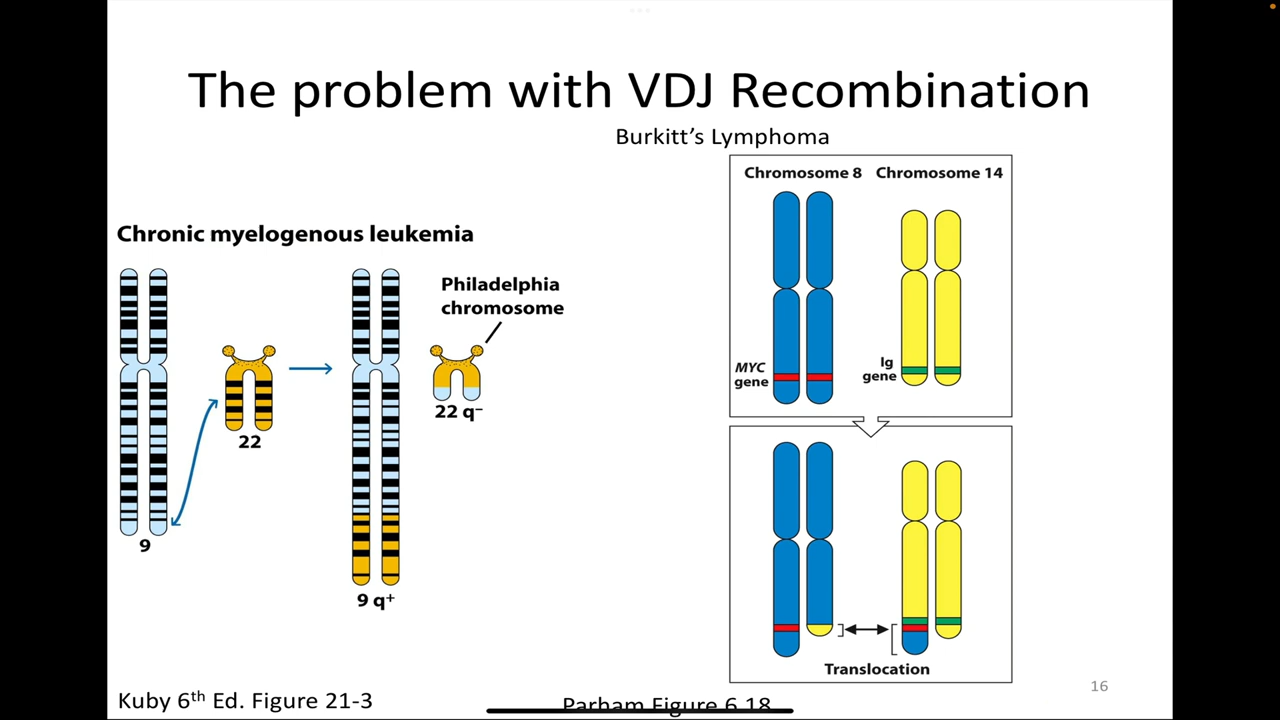 The problem with VDJ Recombination
Burkitt’s Lymphoma
Chronic myelogenous leukemia
Philadelphia
chromosome
9
22
9 q⁺
22 q⁻
Chromosome 8 Chromosome 14
MYC
gene
Ig
gene
Translocation
Kuby 6th Ed. Figure 21-3
Parham Figure 6.18
16